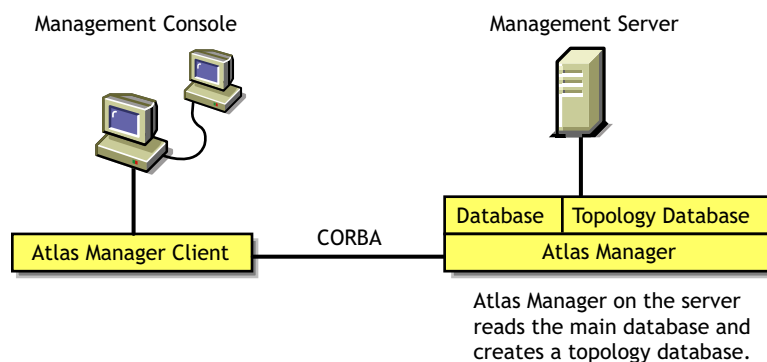 Management Console
Management Server
Database
Topology Database
Atlas Manager Client
CORBA
Atlas Manager
Atlas Manager on the server
reads the main database and
creates a topology database.